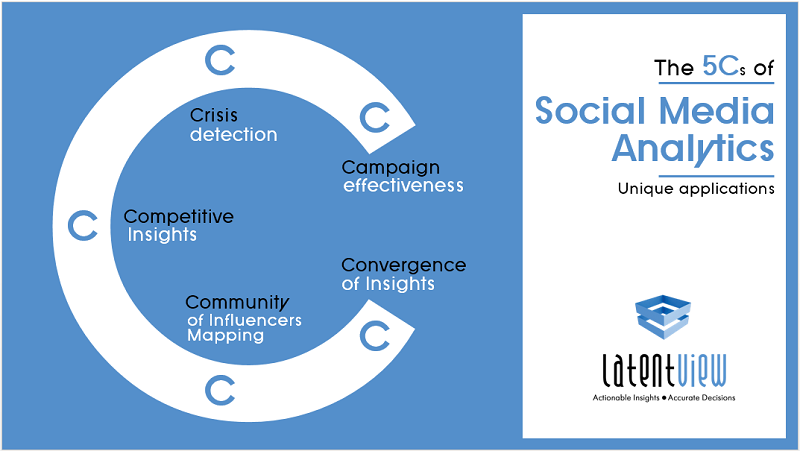 C
Crisis
detection
C
Campaign
effectiveness
C
Competitive
Insights
Convergence
of Insights
C
Community
of Influencers
Mapping
C
The 5Cs of
Social Media
Analytics
Unique applications
LatentView
Actionable Insights ● Accurate Decisions